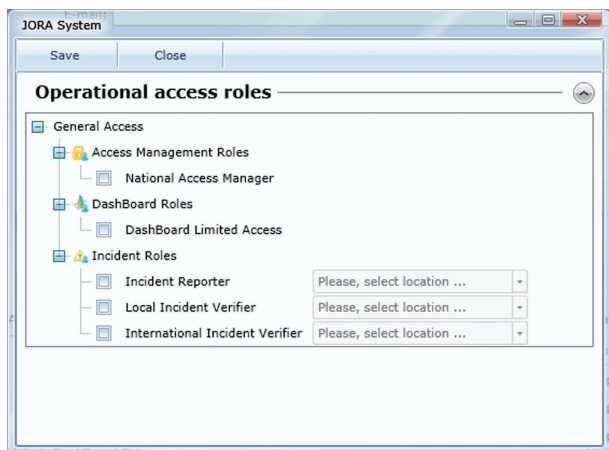 E-mail:
JORA System
Save Close
Operational access roles
General Access
Access Management Roles
National Access Manager
DashBoard Roles
DashBoard Limited Access
Incident Roles
Incident Reporter Please, select location ...
Local Incident Verifier Please, select location ...
International Incident Verifier Please, select location ...